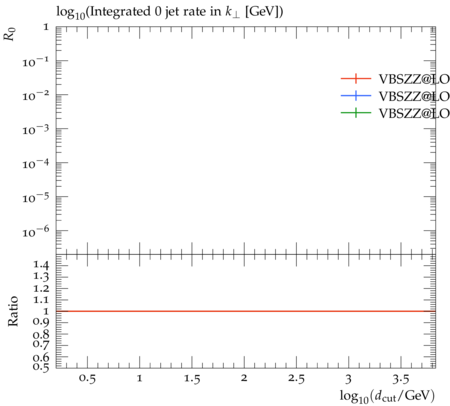 log₁₀(Integrated 0 jet rate in k⊥ [GeV])
R₀
1
10⁻¹
10⁻²
10⁻³
10⁻⁴
10⁻⁵
10⁻⁶
VBSZZ@LO
VBSZZ@LO
VBSZZ@LO
Ratio
1.4
1.3
1.2
1.1
1
0.9
0.8
0.7
0.6
0.5
0.5 1 1.5 2 2.5 3 3.5
log₁₀(d_cut/GeV)